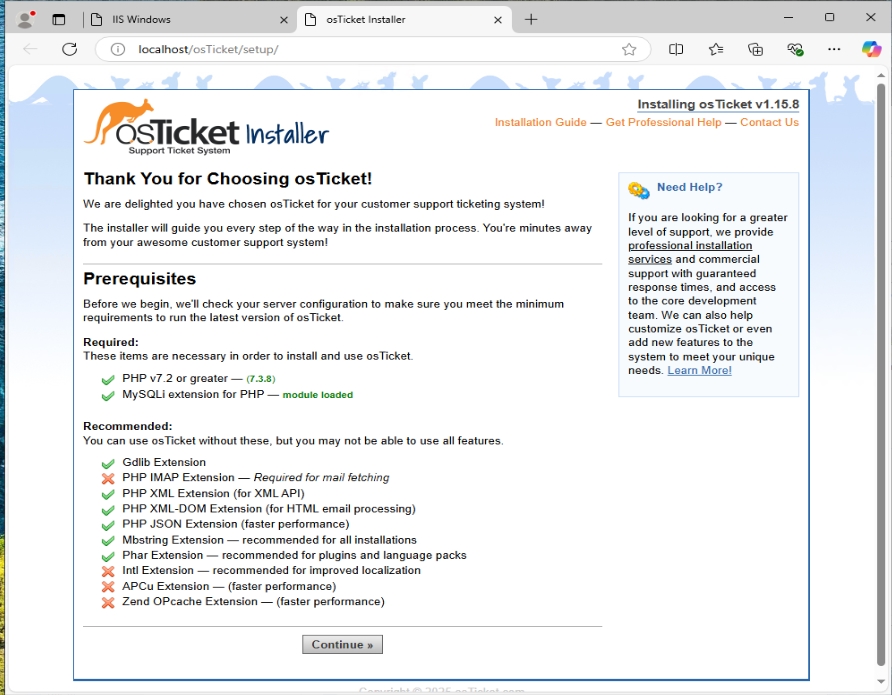 IIS Windows
osTicket Installer
localhost/osTicket/setup/
osTicket Installer
Support Ticket System
Installing osTicket v1.15.8
Installation Guide — Get Professional Help — Contact Us
Thank You for Choosing osTicket!
We are delighted you have chosen osTicket for your customer support ticketing system!
The installer will guide you every step of the way in the installation process. You're minutes away
from your awesome customer support system!
Prerequisites
Before we begin, we'll check your server configuration to make sure you meet the minimum
requirements to run the latest version of osTicket.
Required:
These items are necessary in order to install and use osTicket.
PHP v7.2 or greater — (7.3.8)
MySQLi extension for PHP — module loaded
Recommended:
You can use osTicket without these, but you may not be able to use all features.
Gdlib Extension
PHP IMAP Extension — Required for mail fetching
PHP XML Extension (for XML API)
PHP XML-DOM Extension (for HTML email processing)
PHP JSON Extension (faster performance)
Mbstring Extension — recommended for all installations
Phar Extension — recommended for plugins and language packs
Intl Extension — recommended for improved localization
APCu Extension — (faster performance)
Zend OPcache Extension — (faster performance)
Continue »
Need Help?
If you are looking for a greater
level of support, we provide
professional installation
services and commercial
support with guaranteed
response times, and access
to the core development
team. We can also help
customize osTicket or even
add new features to the
system to meet your unique
needs. Learn More!
Copyright © osTicket.com